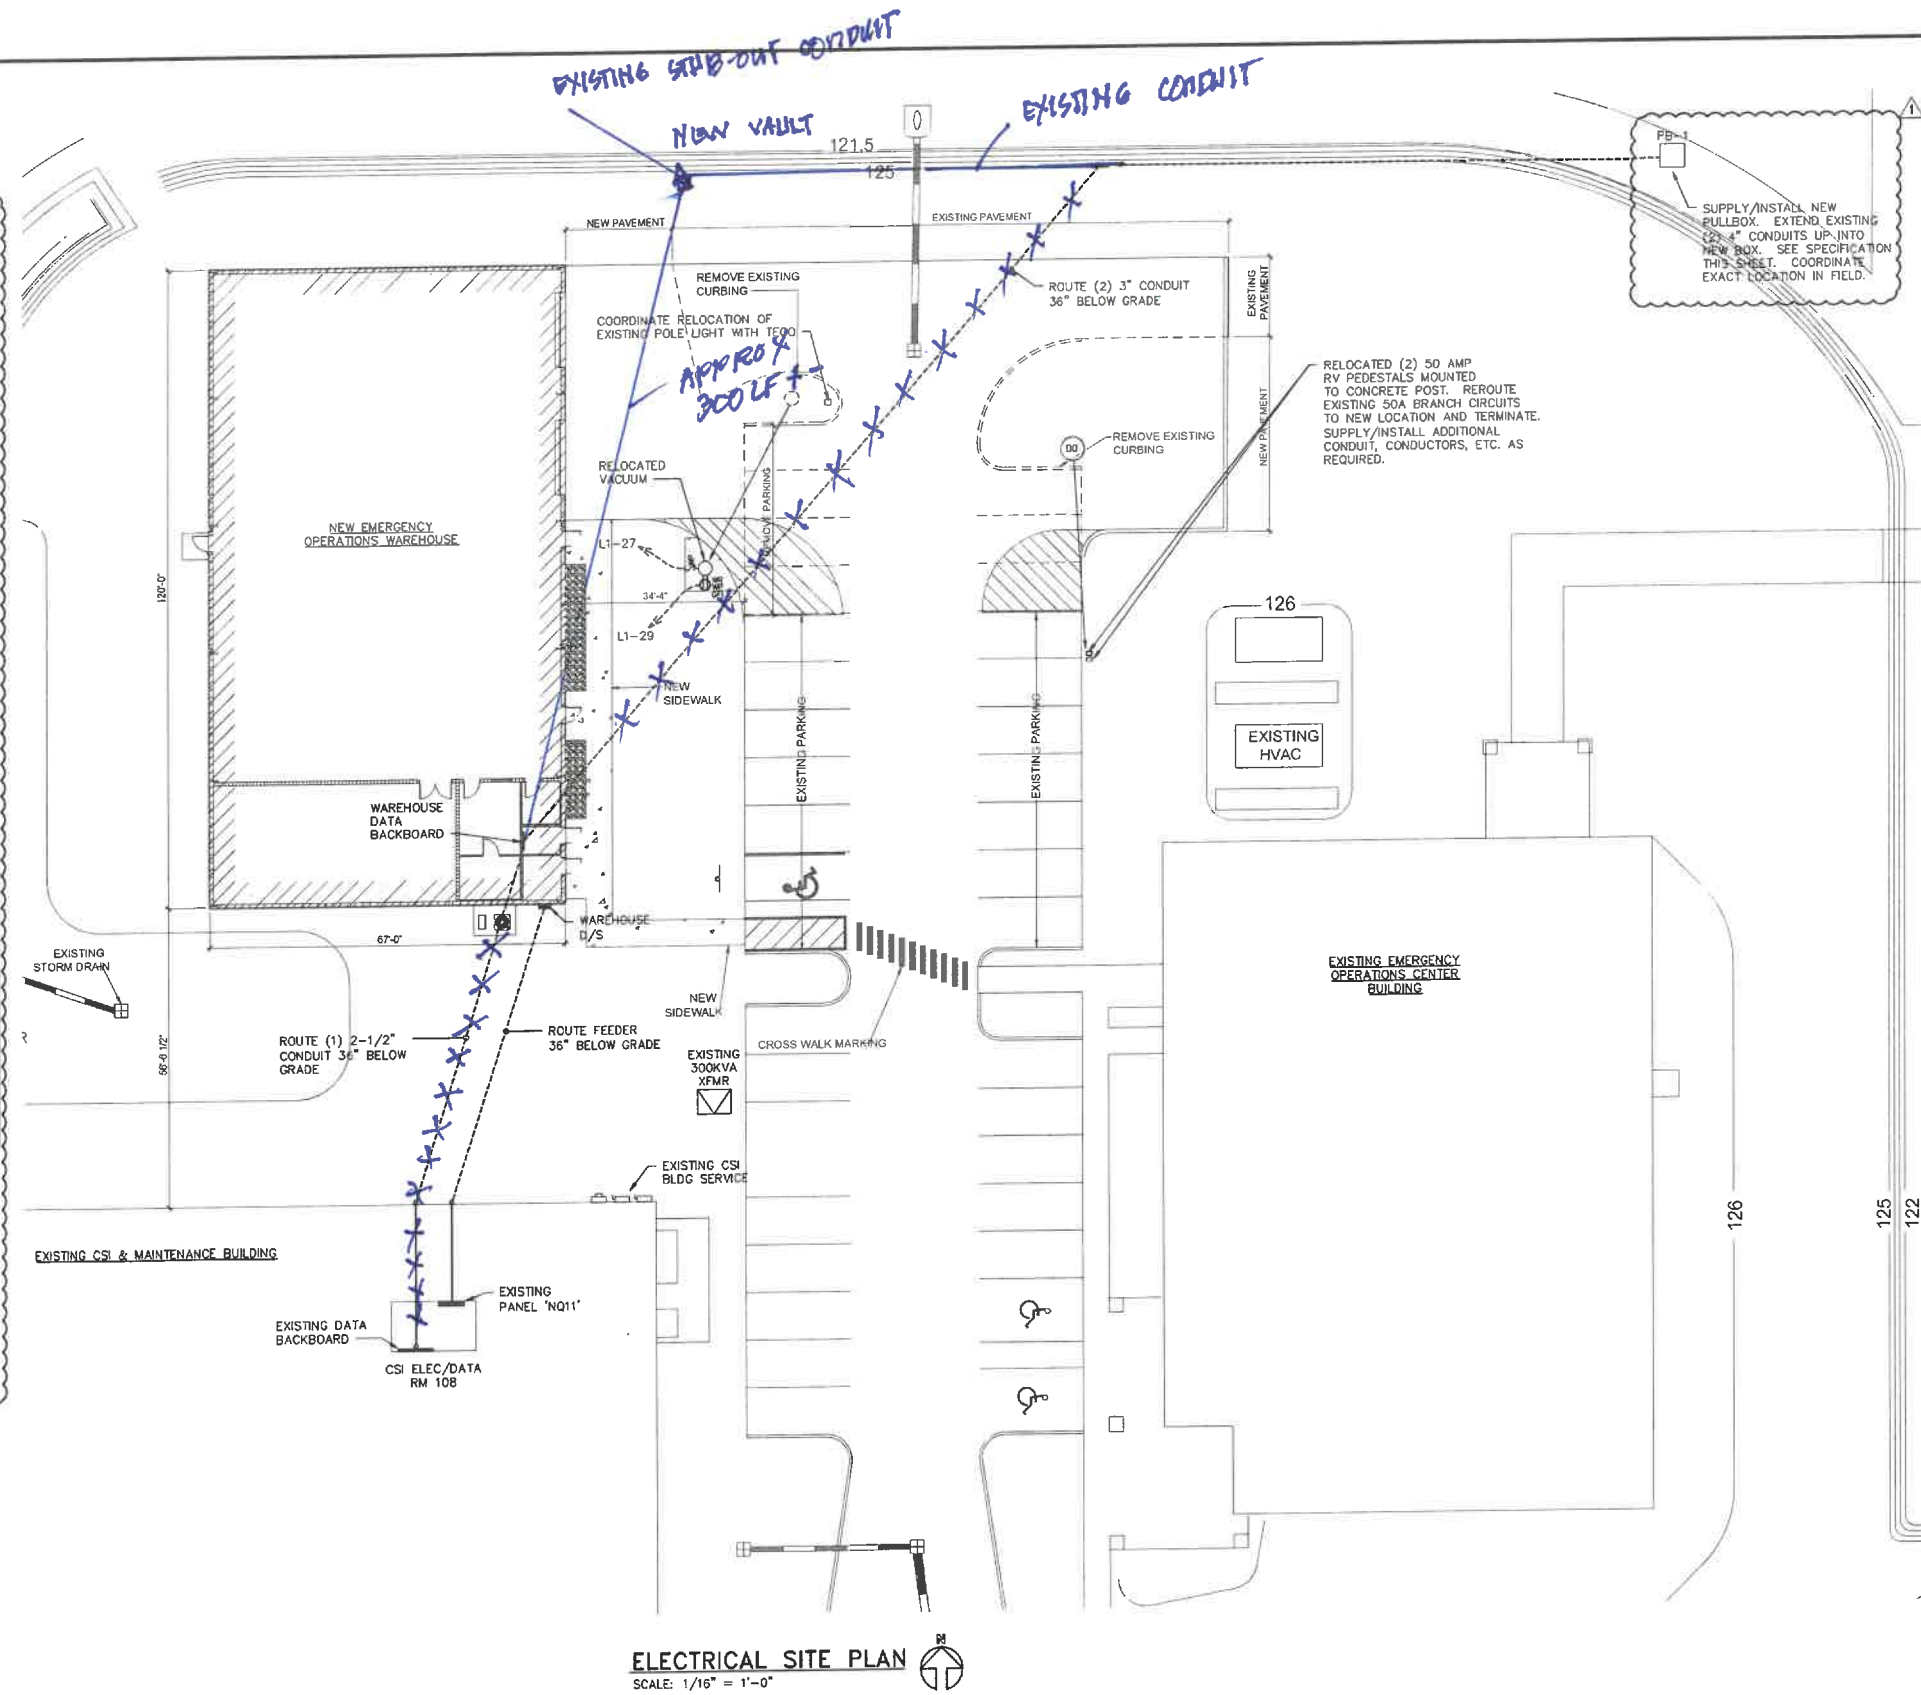 EXISTING STUB-OUT CONDUIT
NEW VAULT
EXISTING CONDUIT
121.5
125
1
PB-1
SUPPLY/INSTALL NEW
PULLBOX. EXTEND EXISTING
(2) 4" CONDUITS UP INTO
NEW BOX. SEE SPECIFICATION
THIS SHEET. COORDINATE
EXACT LOCATION IN FIELD.
NEW PAVEMENT
EXISTING PAVEMENT
REMOVE EXISTING
CURBING
ROUTE (2) 3" CONDUIT
36" BELOW GRADE
EXISTING
PAVEMENT
COORDINATE RELOCATION OF
EXISTING POLE LIGHT WITH TECO
APPROX
300 LF +-
RELOCATED (2) 50 AMP
RV PEDESTALS MOUNTED
TO CONCRETE POST. REROUTE
EXISTING 50A BRANCH CIRCUITS
TO NEW LOCATION AND TERMINATE.
SUPPLY/INSTALL ADDITIONAL
CONDUIT, CONDUCTORS, ETC. AS
REQUIRED.
NEW PAVEMENT
REMOVE EXISTING
CURBING
RELOCATED
VACUUM
REMOVE PARKING
NEW EMERGENCY
OPERATIONS WAREHOUSE
L1-27
34'-4"
L1-29
120'-0"
126
NEW
SIDEWALK
EXISTING PARKING
EXISTING PARKING
EXISTING
HVAC
WAREHOUSE
DATA
BACKBOARD
WAREHOUSE
D/S
67'-0"
EXISTING
STORM DRAIN
EXISTING EMERGENCY
OPERATIONS CENTER
BUILDING
NEW
SIDEWALK
CROSS WALK MARKING
ROUTE (1) 2-1/2"
CONDUIT 36" BELOW
GRADE
ROUTE FEEDER
36" BELOW GRADE
EXISTING
300KVA
XFMR
R
EXISTING CSI
BLDG SERVICE
126
125
122
EXISTING CSI & MAINTENANCE BUILDING
EXISTING
PANEL 'NQ11'
EXISTING DATA
BACKBOARD
CSI ELEC/DATA
RM 108
ELECTRICAL SITE PLAN
N
SCALE: 1/16" = 1'-0"